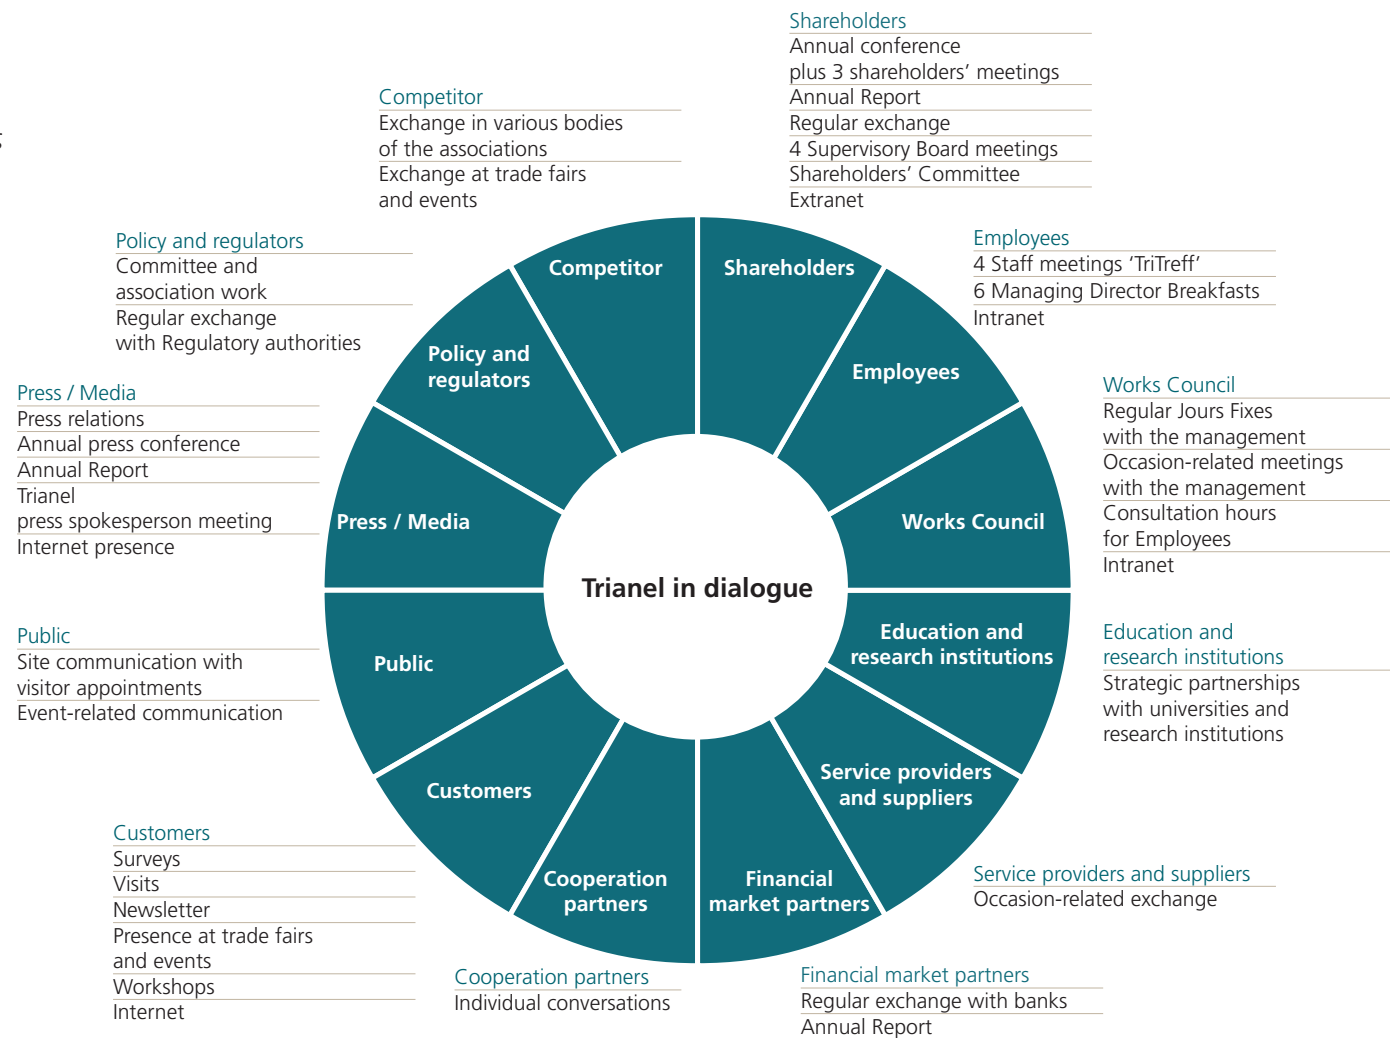 Shareholders
Annual conference
plus 3 shareholders’ meetings
Annual Report
Regular exchange
4 Supervisory Board meetings
Shareholders’ Committee
Extranet
Competitor
Exchange in various bodies
of the associations
Exchange at trade fairs
and events
Policy and regulators
Committee and
association work
Regular exchange
with Regulatory authorities
Employees
4 Staff meetings ‘TriTreff’
6 Managing Director Breakfasts
Intranet
Press / Media
Press relations
Annual press conference
Annual Report
Trianel
press spokesperson meeting
Internet presence
Works Council
Regular Jours Fixes
with the management
Occasion-related meetings
with the management
Consultation hours
for Employees
Intranet
Competitor
Shareholders
Policy and
regulators
Employees
Press / Media
Works Council
Trianel in dialogue
Public
Education and
research institutions
Customers
Service providers
and suppliers
Cooperation
partners
Financial
market partners
Public
Site communication with
visitor appointments
Event-related communication
Education and
research institutions
Strategic partnerships
with universities and
research institutions
Customers
Surveys
Visits
Newsletter
Presence at trade fairs
and events
Workshops
Internet
Service providers and suppliers
Occasion-related exchange
Cooperation partners
Individual conversations
Financial market partners
Regular exchange with banks
Annual Report